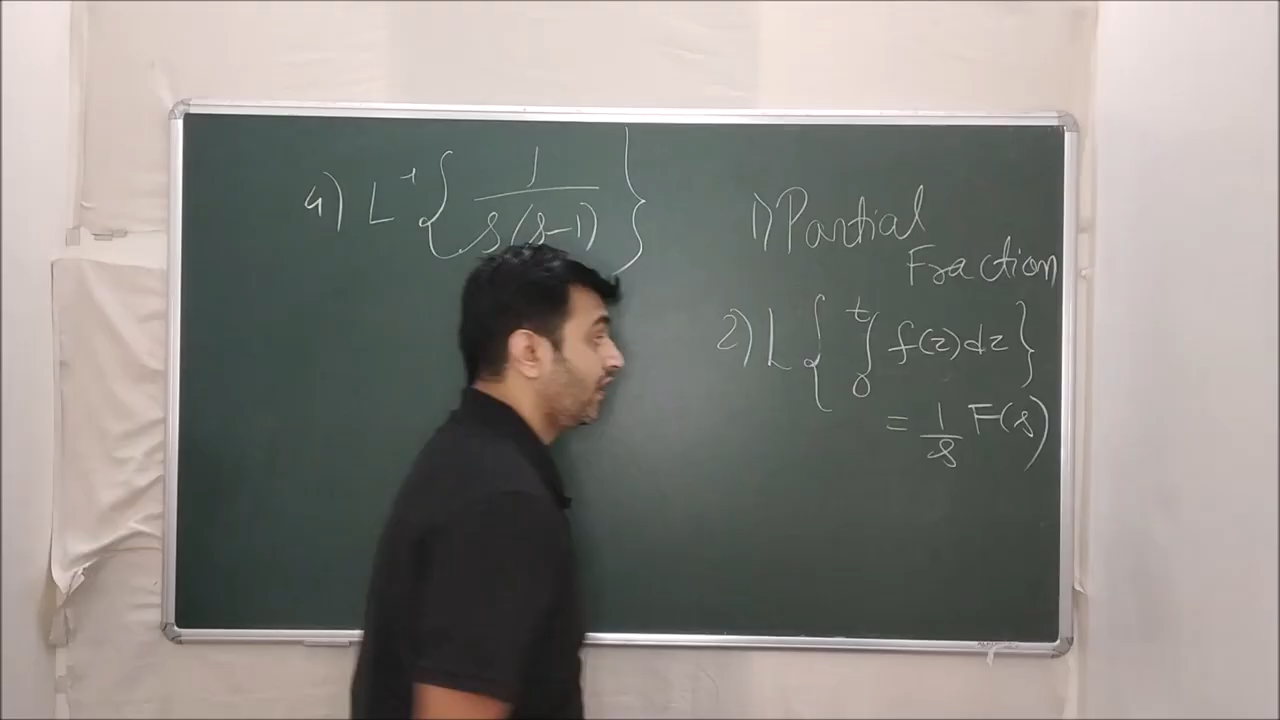 4) L⁻¹{ 1 / s(s-1) }
1) Partial
Fraction
2) L{ ∫₀ᵗ f(z)dz }
= 1/s F(s)